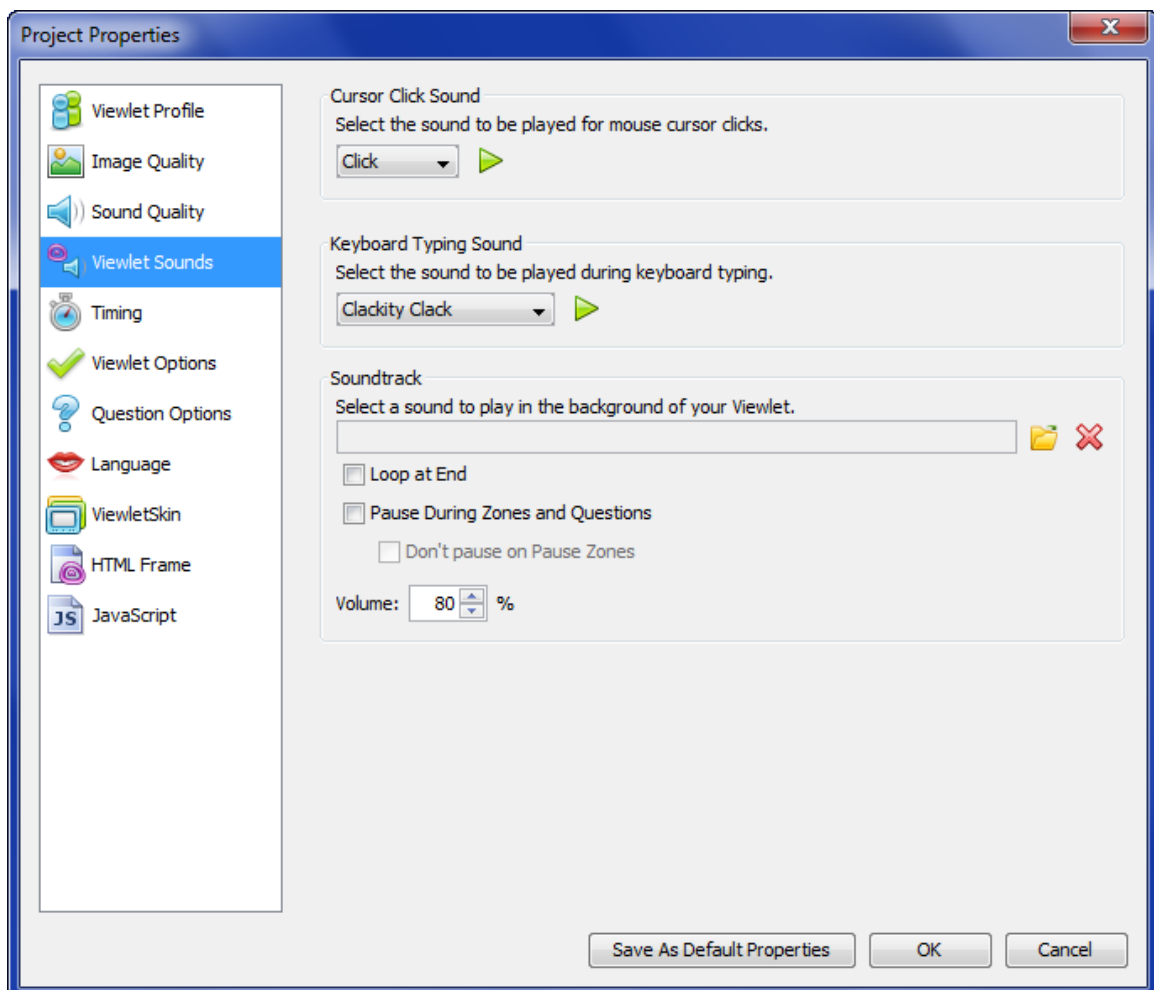 Project Properties
Viewlet Profile
Image Quality
Sound Quality
Viewlet Sounds
Timing
Viewlet Options
Question Options
Language
ViewletSkin
HTML Frame
JS JavaScript
Cursor Click Sound
Select the sound to be played for mouse cursor clicks.
Click
Keyboard Typing Sound
Select the sound to be played during keyboard typing.
Clackity Clack
Soundtrack
Select a sound to play in the background of your Viewlet.
Loop at End
Pause During Zones and Questions
Don't pause on Pause Zones
Volume: 80 %
Save As Default Properties OK Cancel